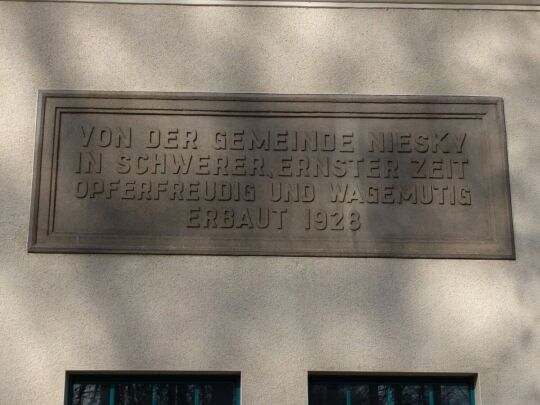 VON DER GEMEINDE NIESKY
IN SCHWERER, ERNSTER ZEIT
OPFERFREUDIG UND WAGEMUTIG
ERBAUT 1928